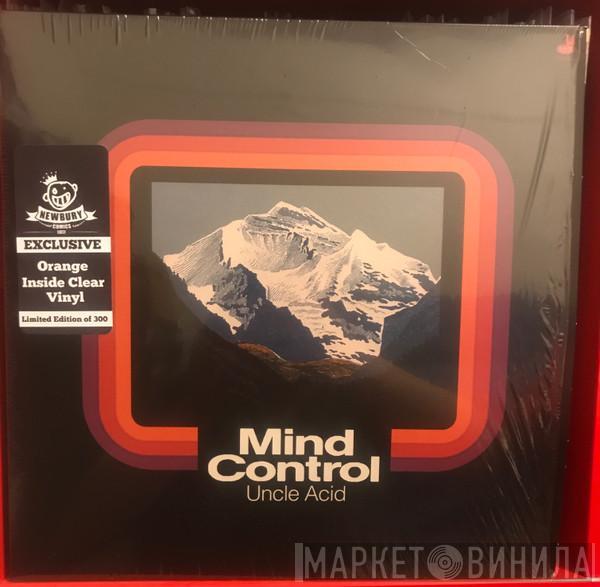 NEWBURY
COMICS
EXCLUSIVE
Orange
Inside Clear
Vinyl
Limited Edition of 300
Mind
Control
Uncle Acid
МАРКЕТ ВИНИЛА